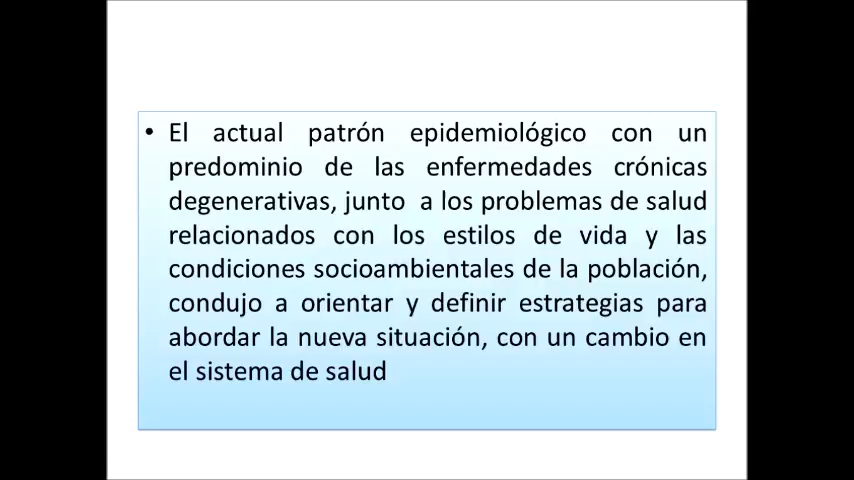 • El actual patrón epidemiológico con un
predominio de las enfermedades crónicas
degenerativas, junto a los problemas de salud
relacionados con los estilos de vida y las
condiciones socioambientales de la población,
condujo a orientar y definir estrategias para
abordar la nueva situación, con un cambio en
el sistema de salud